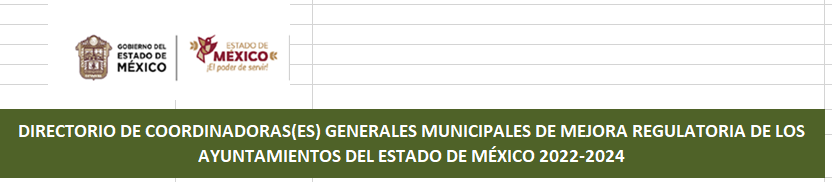 GOBIERNO DEL
ESTADO DE
MÉXICO
ESTADO DE
MÉXICO
¡El poder de servir!
DIRECTORIO DE COORDINADORAS(ES) GENERALES MUNICIPALES DE MEJORA REGULATORIA DE LOS
AYUNTAMIENTOS DEL ESTADO DE MÉXICO 2022-2024